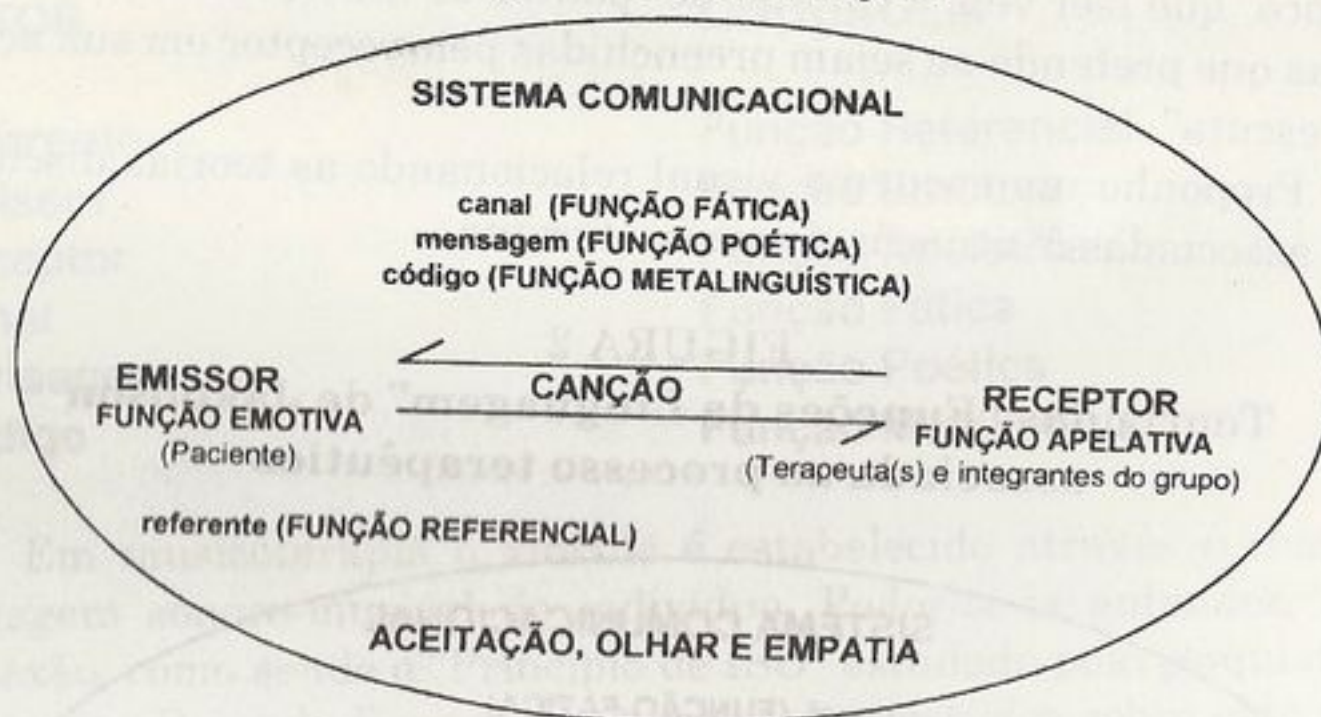 SISTEMA COMUNICACIONAL
canal (FUNÇÃO FÁTICA)
mensagem (FUNÇÃO POÉTICA)
código (FUNÇÃO METALINGUÍSTICA)
CANÇÃO
EMISSOR
FUNÇÃO EMOTIVA
(Paciente)
RECEPTOR
FUNÇÃO APELATIVA
(Terapeuta(s) e integrantes do grupo)
referente (FUNÇÃO REFERENCIAL)
ACEITAÇÃO, OLHAR E EMPATIA